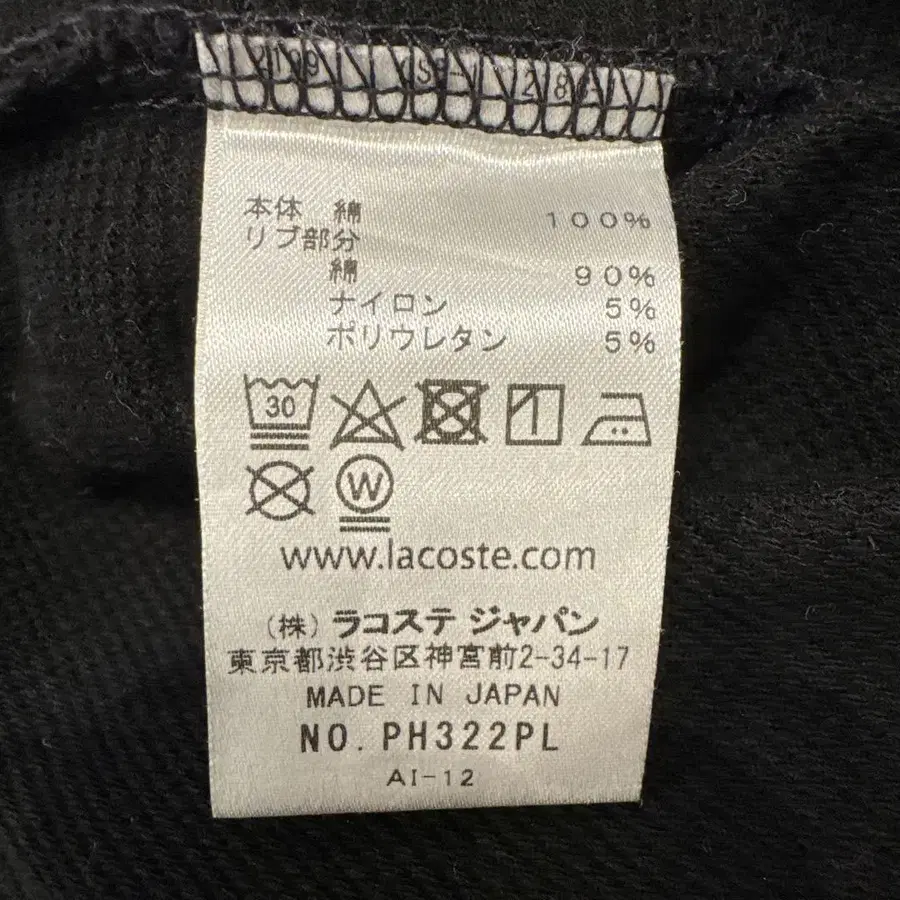 本体 綿 100%
リブ部分
綿 90%
ナイロン 5%
ポリウレタン 5%
30
W
www.lacoste.com
(株) ラコステ ジャパン
東京都渋谷区神宮前2-34-17
MADE IN JAPAN
NO. PH322PL
AI-12